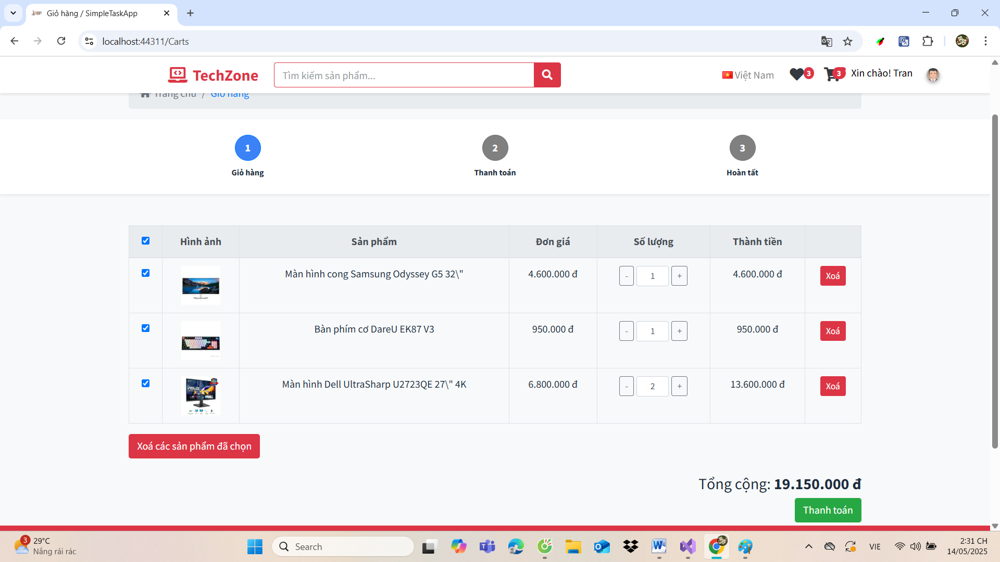 Giỏ hàng / SimpleTaskApp
localhost:44311/Carts
TechZone
Tìm kiếm sản phẩm...
Việt Nam
3
3
Xin chào! Tran
Trang chủ / Giỏ hàng
1
2
3
Giỏ hàng
Thanh toán
Hoàn tất
Hình ảnh
Sản phẩm
Đơn giá
Số lượng
Thành tiền
Màn hình cong Samsung Odyssey G5 32\"
4.600.000 đ
- 1 +
4.600.000 đ
Xoá
Bàn phím cơ DareU EK87 V3
950.000 đ
- 1 +
950.000 đ
Xoá
ASUS
Màn hình Dell UltraSharp U2723QE 27\" 4K
6.800.000 đ
- 2 +
13.600.000 đ
Xoá
Xoá các sản phẩm đã chọn
Tổng cộng: 19.150.000 đ
Thanh toán
3
29°C
Nắng rải rác
Search
VIE
2:31 CH
14/05/2025